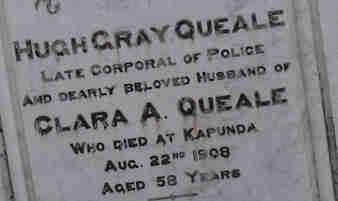 HUGH GRAY QUEALE
LATE CORPORAL OF POLICE
AND DEARLY BELOVED HUSBAND OF
CLARA A. QUEALE
WHO DIED AT KAPUNDA
AUG. 22ND 1908
AGED 58 YEARS